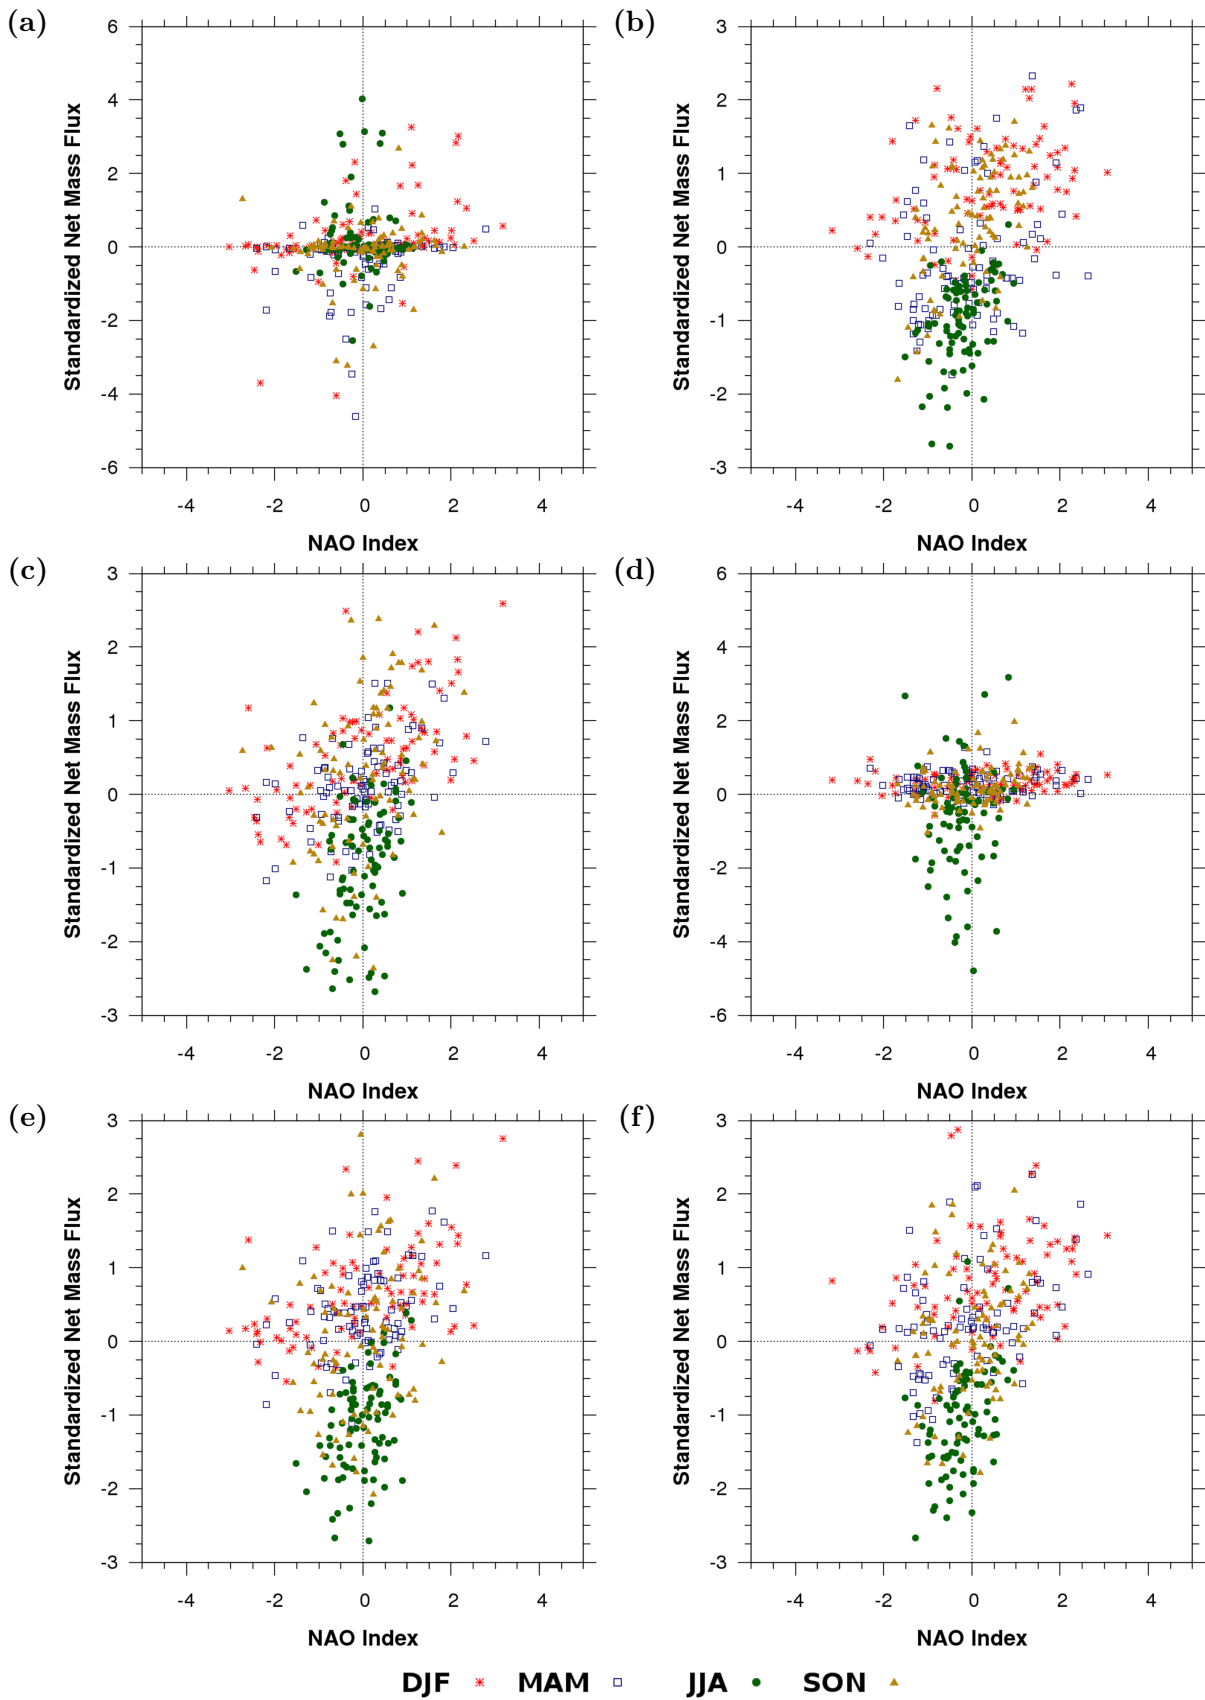 (a) (b)
6 3
4 2
2 1
0 0
-2 -1
-4 -2
-6 -3
Standardized Net Mass Flux Standardized Net Mass Flux
-4 -2 0 2 4 -4 -2 0 2 4
NAO Index NAO Index
(c) (d)
3 6
2 4
1 2
0 0
-1 -2
-2 -4
-3 -6
Standardized Net Mass Flux Standardized Net Mass Flux
-4 -2 0 2 4 -4 -2 0 2 4
NAO Index NAO Index
(e) (f)
3 3
2 2
1 1
0 0
-1 -1
-2 -2
-3 -3
Standardized Net Mass Flux Standardized Net Mass Flux
-4 -2 0 2 4 -4 -2 0 2 4
NAO Index NAO Index
DJF MAM JJA SON